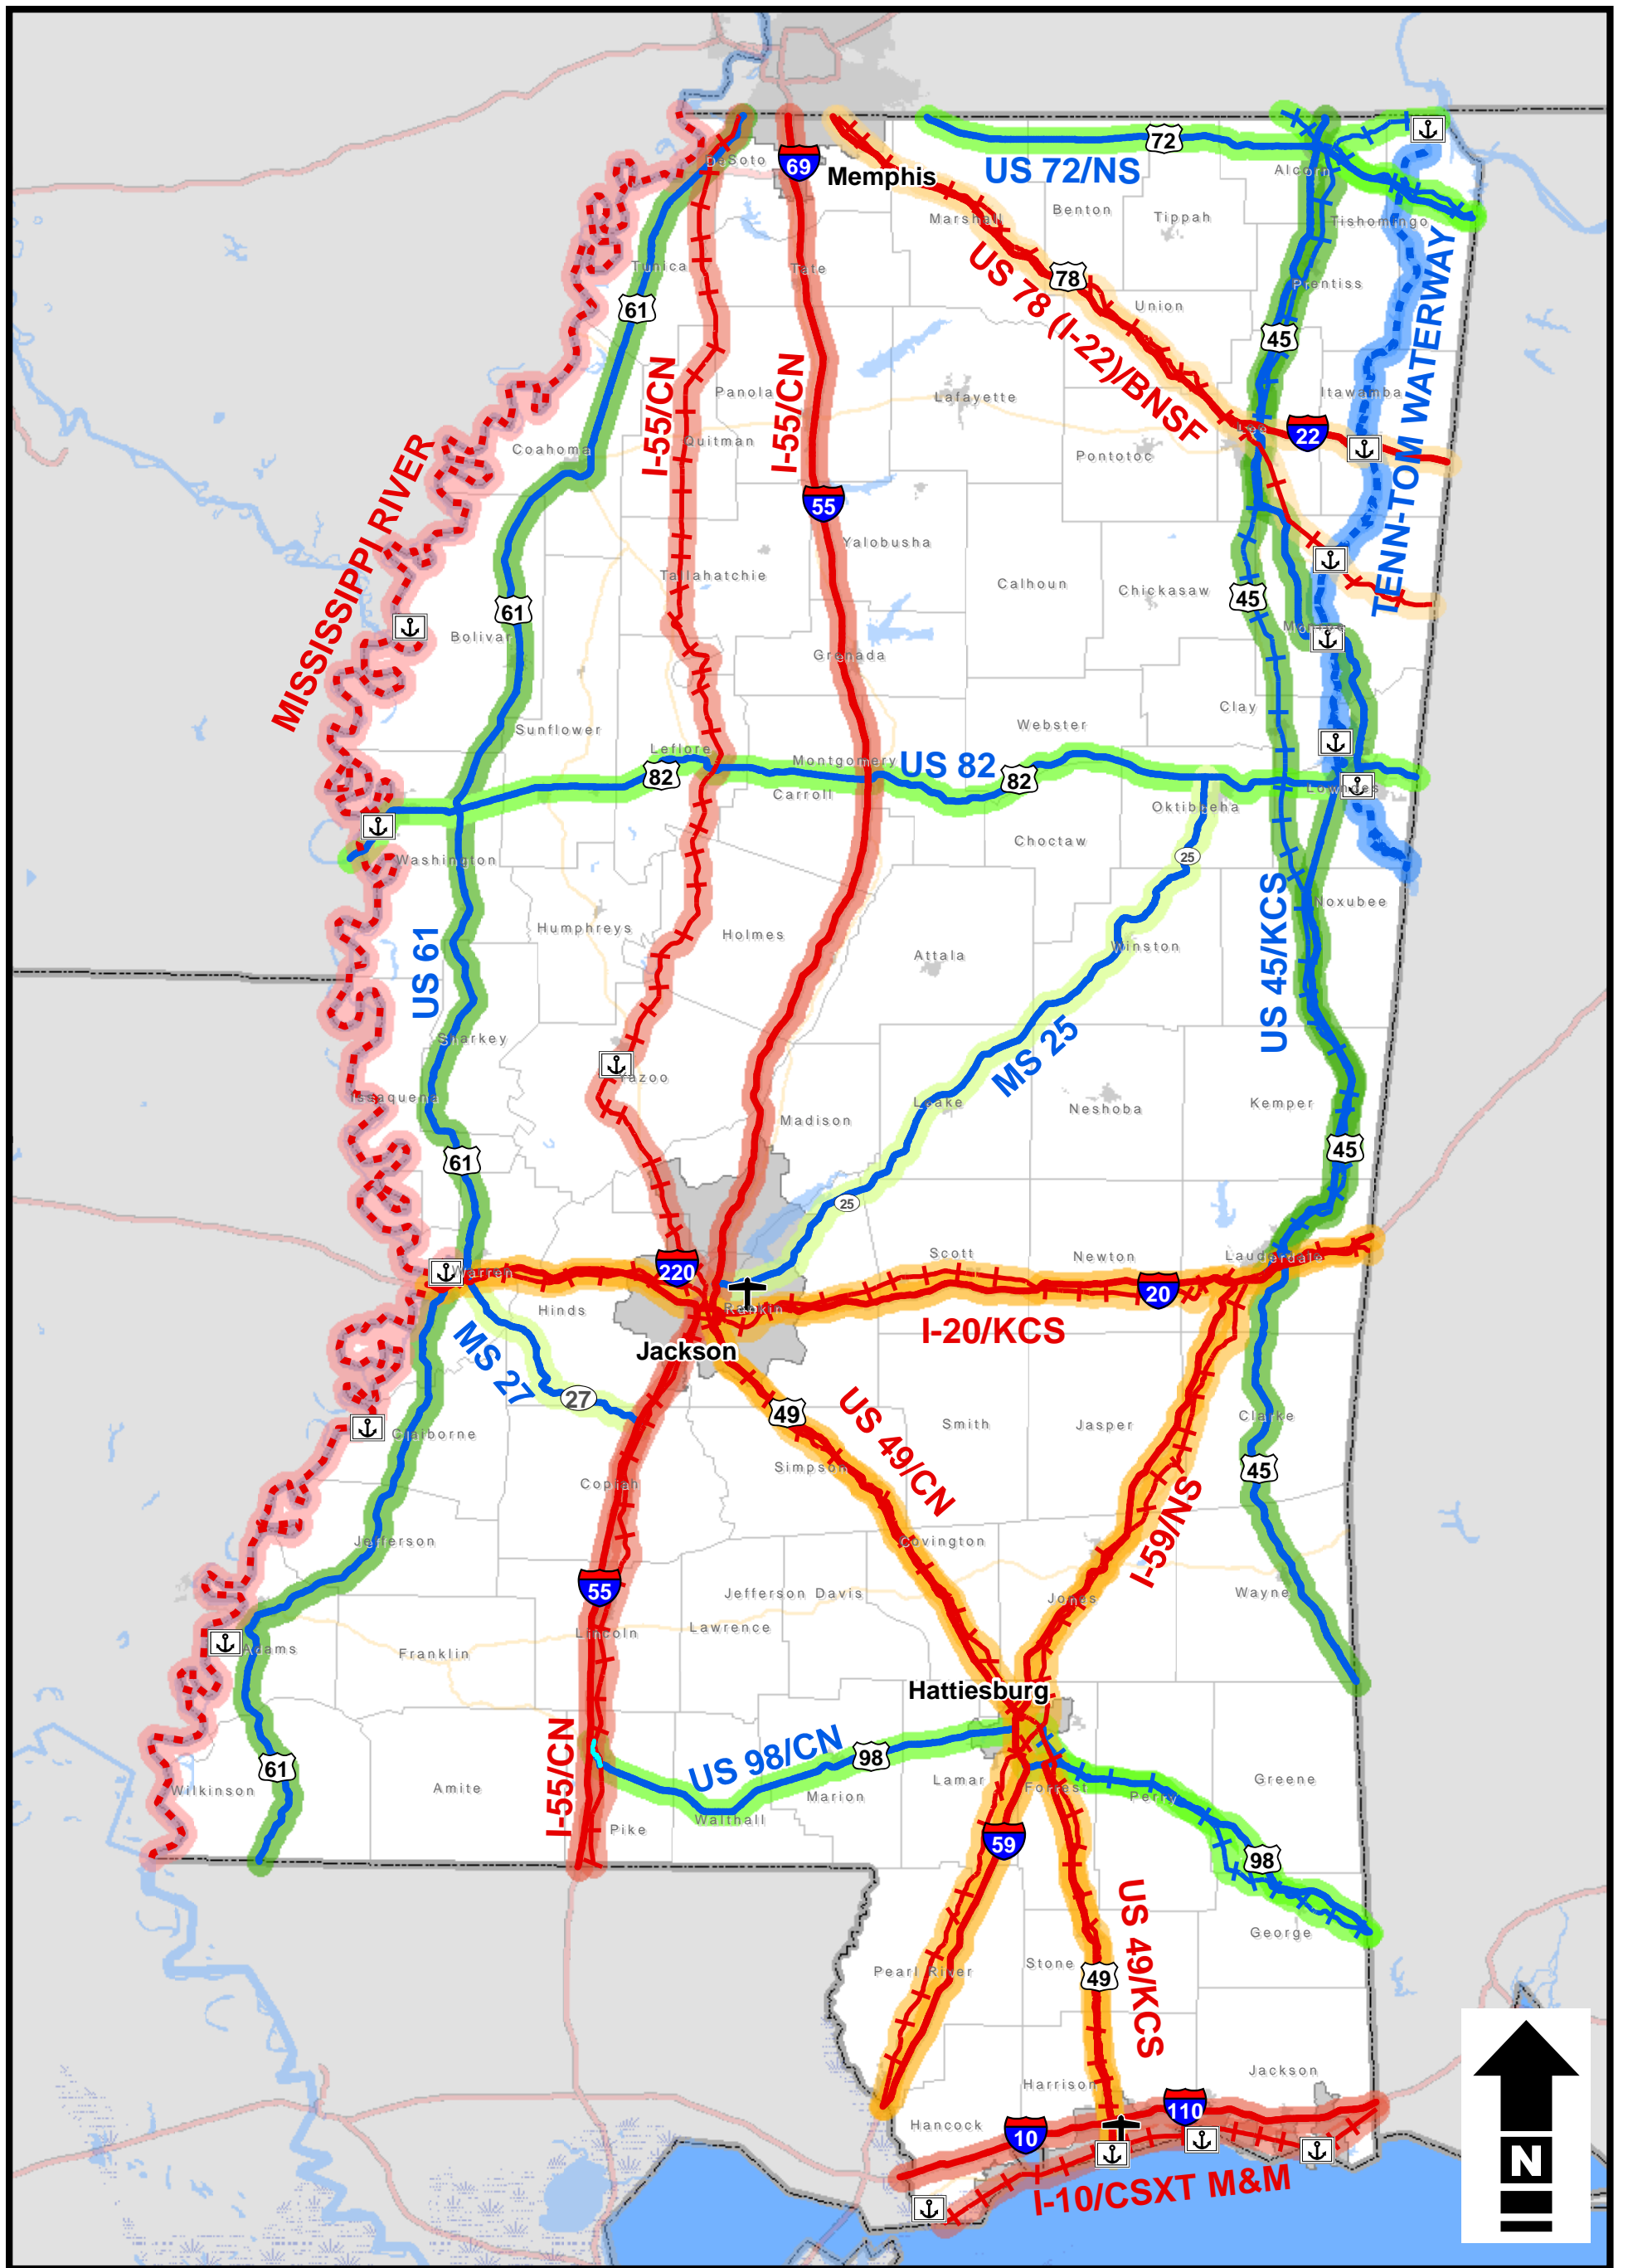 DeSoto
69
Memphis
72
US 72/NS
Alcorn
Marshall
Benton
Tippah
Tishomingo
Tunica
Tate
78
Prentiss
61
US 78 (I-22)/BNSF
Union
45
I-55/CN
I-55/CN
Panola
Lafayette
Itawamba
TENN-TOM WATERWAY
MISSISSIPPI RIVER
Coahoma
Quitman
Pontotoc
Lee
22
55
Yalobusha
Tallahatchie
Calhoun
Chickasaw
45
61
Bolivar
Grenada
Monroe
Sunflower
Leflore
Webster
Clay
82
Montgomery
US 82
82
Carroll
Oktibbeha
Lowndes
Washington
Choctaw
25
US 61
Humphreys
Holmes
Attala
Winston
US 45/KCS
Noxubee
Sharkey
MS 25
Issaquena
Yazoo
Madison
Leake
Neshoba
Kemper
61
45
25
Warren
220
Scott
Newton
Lauderdale
Hinds
Rankin
20
MS 27
Jackson
I-20/KCS
27
49
US 49/CN
Smith
Jasper
Clarke
Claiborne
Copiah
Simpson
45
I-59/NS
Jefferson
Covington
55
Jefferson Davis
Jones
Wayne
Adams
Franklin
Lincoln
Lawrence
Hattiesburg
I-55/CN
US 98/CN
98
61
Wilkinson
Amite
Pike
Walthall
Marion
Lamar
Forrest
Perry
Greene
59
98
US 49/KCS
George
Pearl River
Stone
49
Harrison
Jackson
Hancock
10
110
I-10/CSXT M&M
N